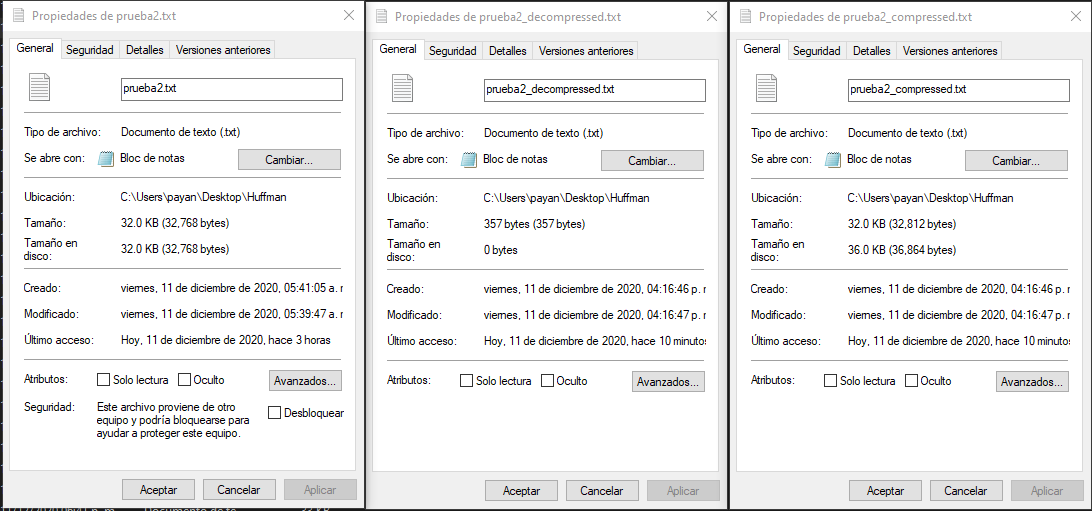 Propiedades de prueba2.txt
General Seguridad Detalles Versiones anteriores
prueba2.txt
Tipo de archivo: Documento de texto (.txt)
Se abre con: Bloc de notas Cambiar...
Ubicación: C:\Users\payan\Desktop\Huffman
Tamaño: 32.0 KB (32,768 bytes)
Tamaño en
disco: 32.0 KB (32,768 bytes)
Creado: viernes, 11 de diciembre de 2020, 05:41:05 a. r
Modificado: viernes, 11 de diciembre de 2020, 05:39:47 a.
Último acceso: Hoy, 11 de diciembre de 2020, hace 3 horas
Atributos: Solo lectura Oculto Avanzados...
Seguridad: Este archivo proviene de otro
equipo y podría bloquearse para
ayudar a proteger este equipo.
Desbloquear
Aceptar Cancelar Aplicar
Propiedades de prueba2_decompressed.txt
General Seguridad Detalles Versiones anteriores
prueba2_decompressed.txt
Tipo de archivo: Documento de texto (.txt)
Se abre con: Bloc de notas Cambiar...
Ubicación: C:\Users\payan\Desktop\Huffman
Tamaño: 357 bytes (357 bytes)
Tamaño en
disco: 0 bytes
Creado: viernes, 11 de diciembre de 2020, 04:16:46 p. r
Modificado: viernes, 11 de diciembre de 2020, 04:16:47 p. r
Último acceso: Hoy, 11 de diciembre de 2020, hace 10 minutos
Atributos: Solo lectura Oculto Avanzados...
Aceptar Cancelar Aplicar
Propiedades de prueba2_compressed.txt
General Seguridad Detalles Versiones anteriores
prueba2_compressed.txt
Tipo de archivo: Documento de texto (.txt)
Se abre con: Bloc de notas Cambiar...
Ubicación: C:\Users\payan\Desktop\Huffman
Tamaño: 32.0 KB (32,812 bytes)
Tamaño en
disco: 36.0 KB (36,864 bytes)
Creado: viernes, 11 de diciembre de 2020, 04:16:46 p. r
Modificado: viernes, 11 de diciembre de 2020, 04:16:47 p. r
Último acceso: Hoy, 11 de diciembre de 2020, hace 10 minutos
Atributos: Solo lectura Oculto Avanzados...
Aceptar Cancelar Aplicar